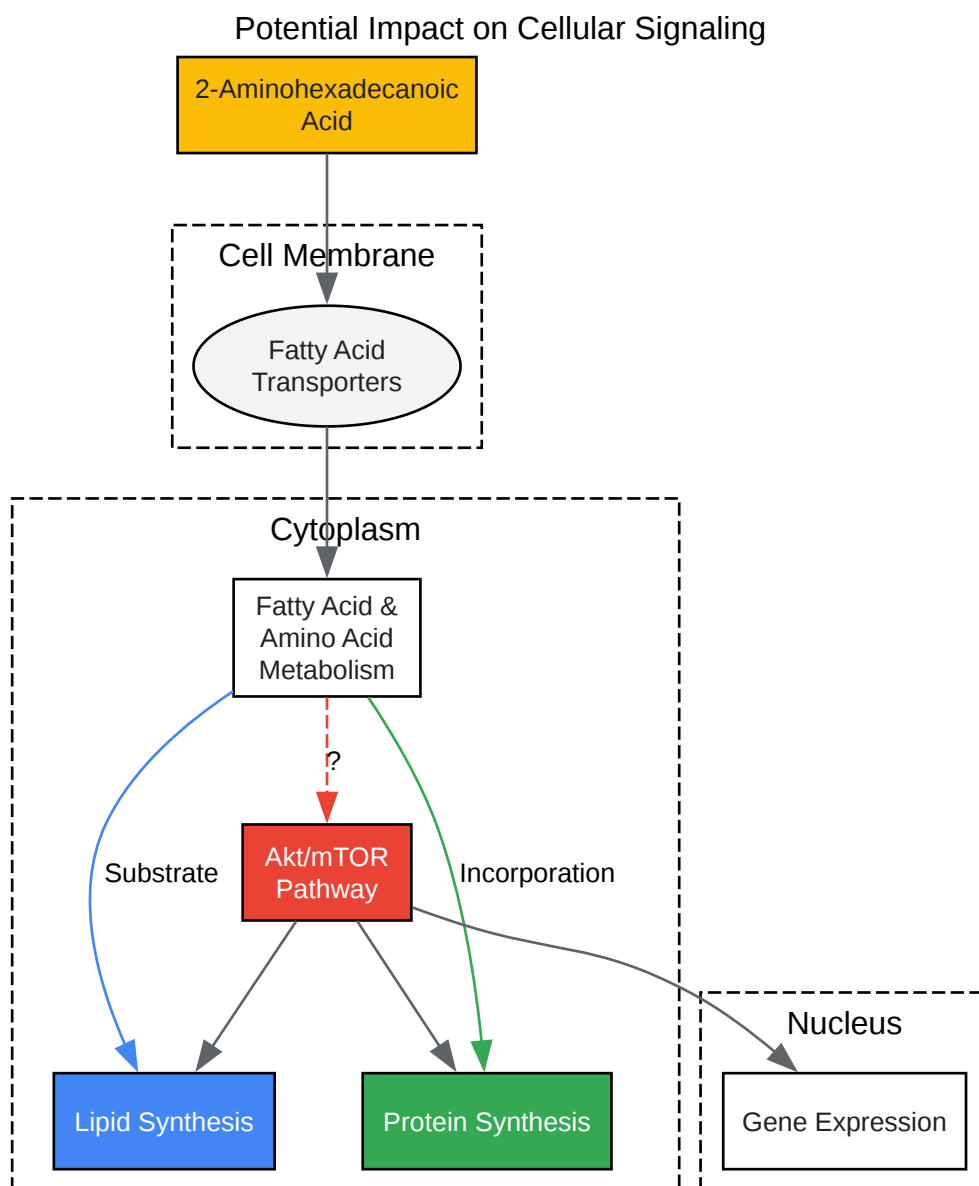 Potential Impact on Cellular Signaling
2-Aminohexadecanoic
Acid
Cell Membrane
Fatty Acid
Transporters
Cytoplasm
Fatty Acid &
Amino Acid
Metabolism
?
Akt/mTOR
Pathway
Substrate
Incorporation
Nucleus
Lipid Synthesis
Protein Synthesis
Gene Expression